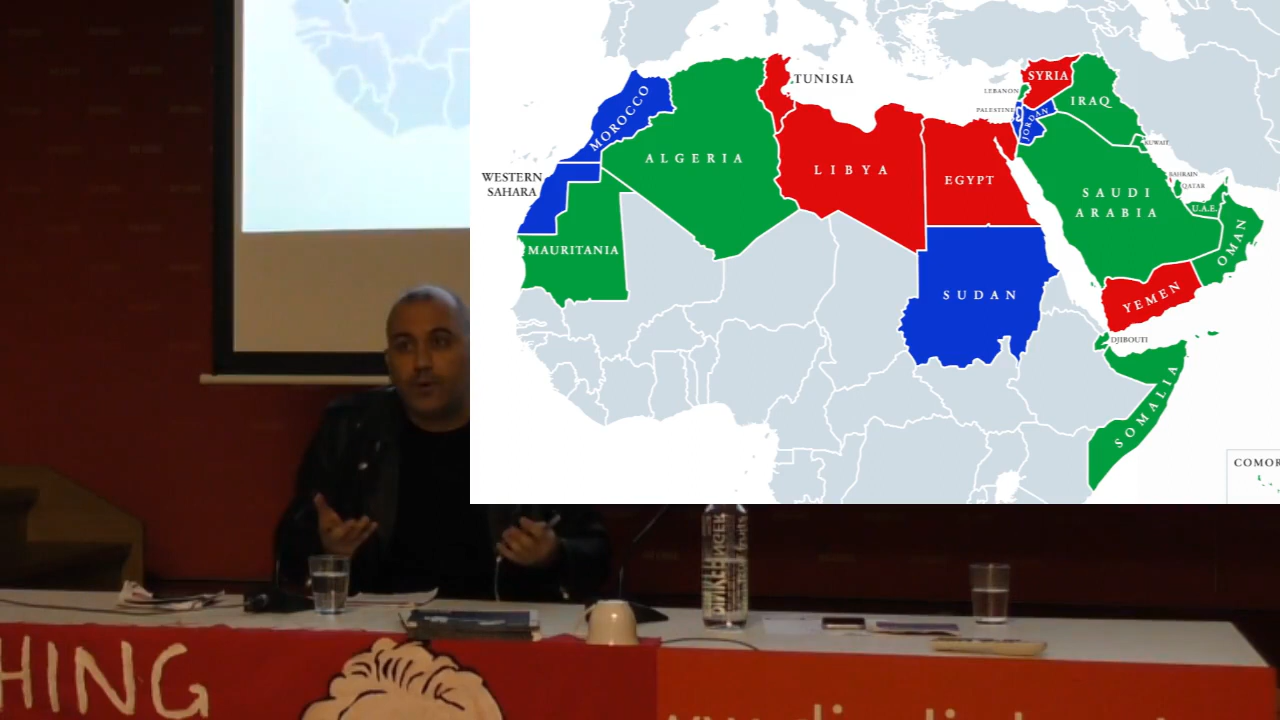 TUNISIA
SYRIA
LEBANON
IRAQ
PALESTINE
JORDAN
MOROCCO
ALGERIA
LIBYA
EGYPT
KUWAIT
WESTERN
SAHARA
BAHRAIN
QATAR
SAUDI
ARABIA
U.A.E.
MAURITANIA
OMAN
SUDAN
YEMEN
DJIBOUTI
SOMALIA
HING